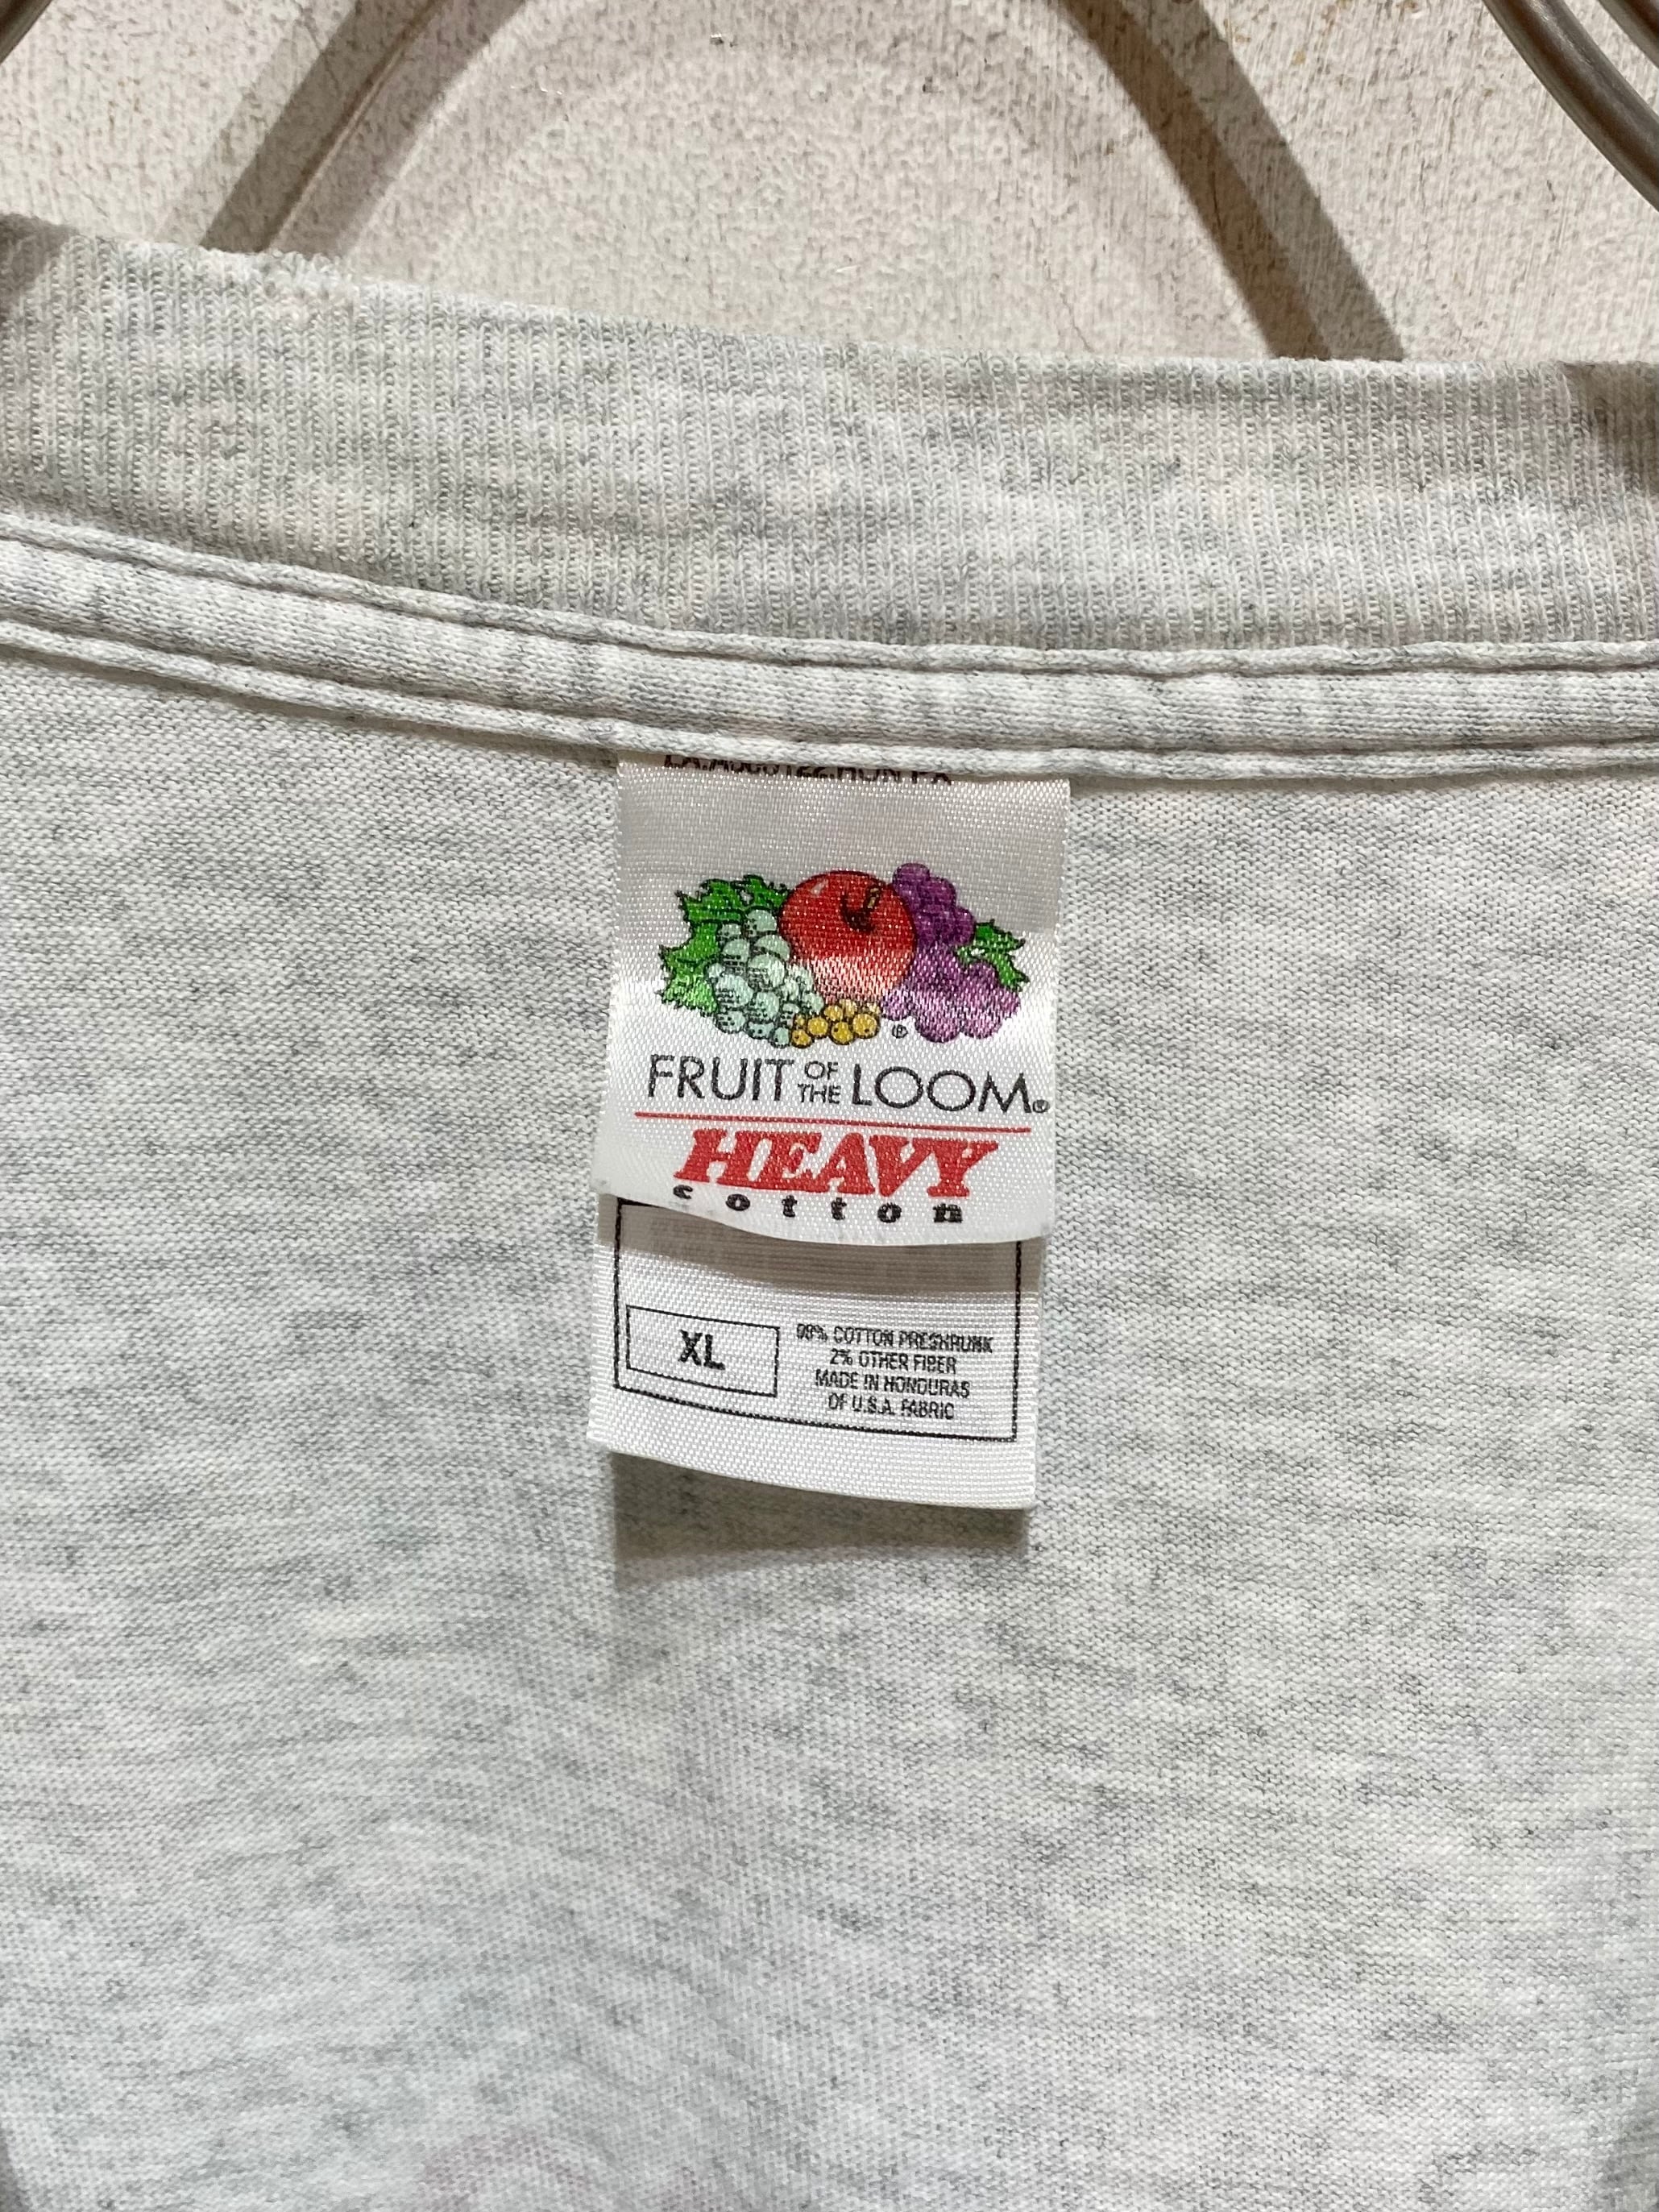 FRUIT OF THE LOOM®
HEAVY
cotton
XL
98% COTTON PRESHRUNK
2% OTHER FIBER
MADE IN HONDURAS
OF U.S.A. FABRIC